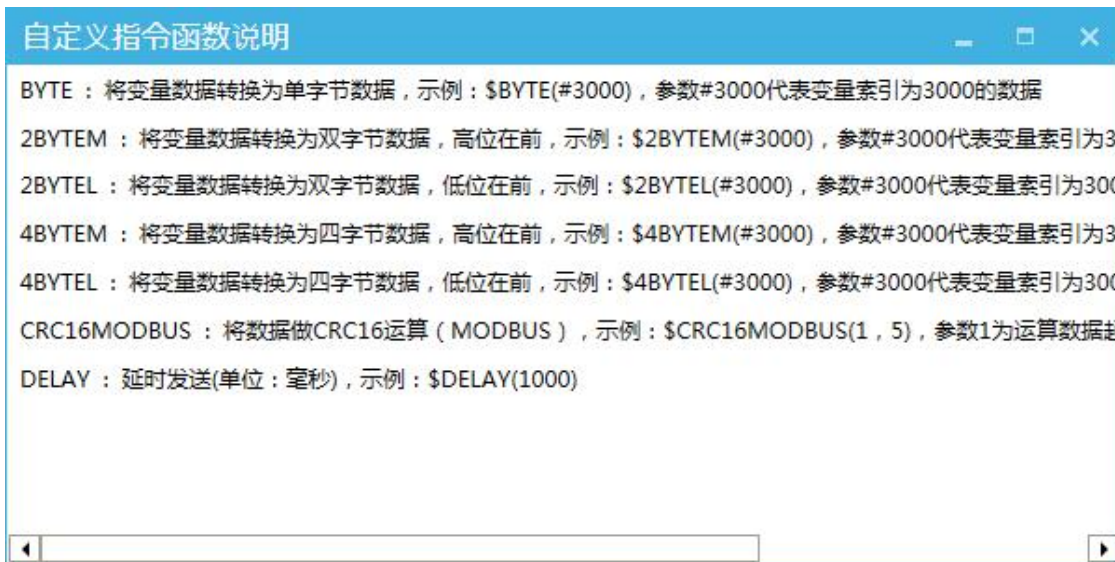 自定义指令函数说明
BYTE : 将变量数据转换为单字节数据 , 示例 : $BYTE(#3000) , 参数#3000代表变量索引为3000的数据
2BYTEM : 将变量数据转换为双字节数据 , 高位在前 , 示例 : $2BYTEM(#3000) , 参数#3000代表变量索引为3
2BYTEL : 将变量数据转换为双字节数据 , 低位在前 , 示例 : $2BYTEL(#3000) , 参数#3000代表变量索引为300
4BYTEM : 将变量数据转换为四字节数据 , 高位在前 , 示例 : $4BYTEM(#3000) , 参数#3000代表变量索引为3
4BYTEL : 将变量数据转换为四字节数据 , 低位在前 , 示例 : $4BYTEL(#3000) , 参数#3000代表变量索引为300
CRC16MODBUS : 将数据做CRC16运算 ( MODBUS ) , 示例 : $CRC16MODBUS(1 , 5) , 参数1为运算数据起
DELAY : 延时发送(单位 : 毫秒) , 示例 : $DELAY(1000)